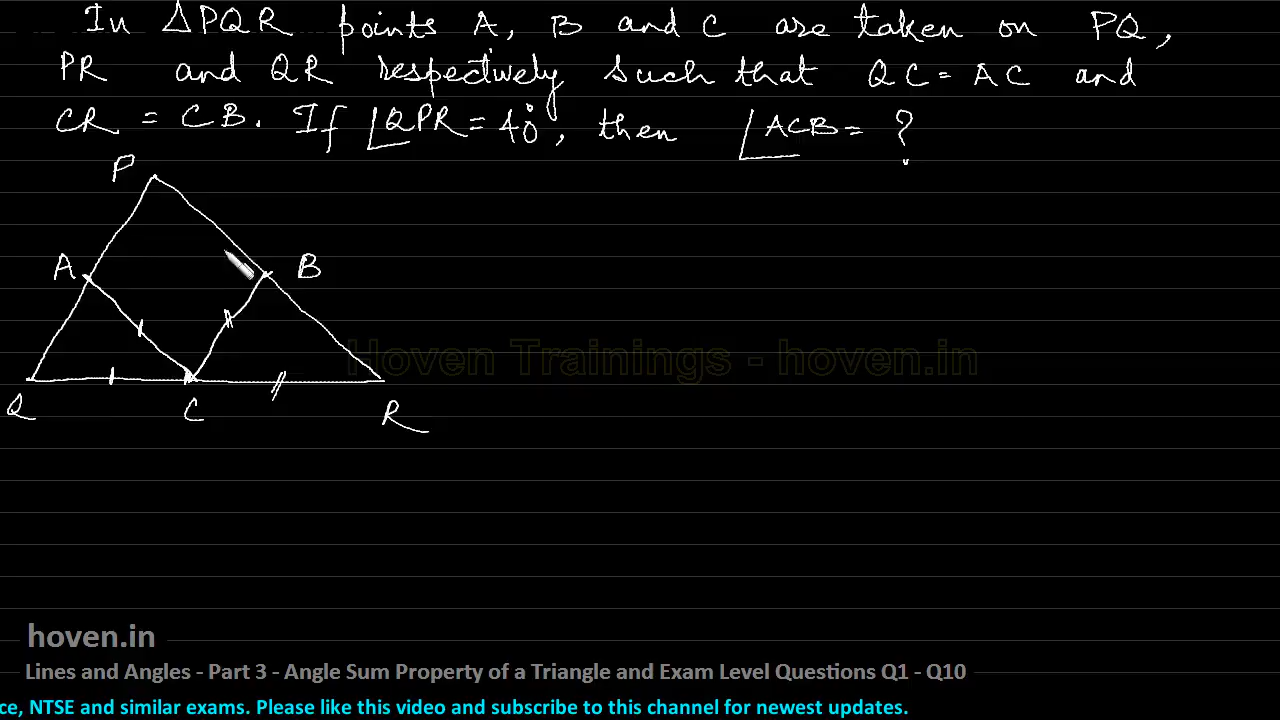 In △PQR points A, B and C are taken on PQ,
PR and QR respectively such that QC = AC and
CR = CB. If ∠QPR = 40°, then ∠ACB = ?
P
A
B
Hoven Trainings - hoven.in
Q
C
R
hoven.in
Lines and Angles - Part 3 - Angle Sum Property of a Triangle and Exam Level Questions Q1 - Q10
ce, NTSE and similar exams. Please like this video and subscribe to this channel for newest updates.